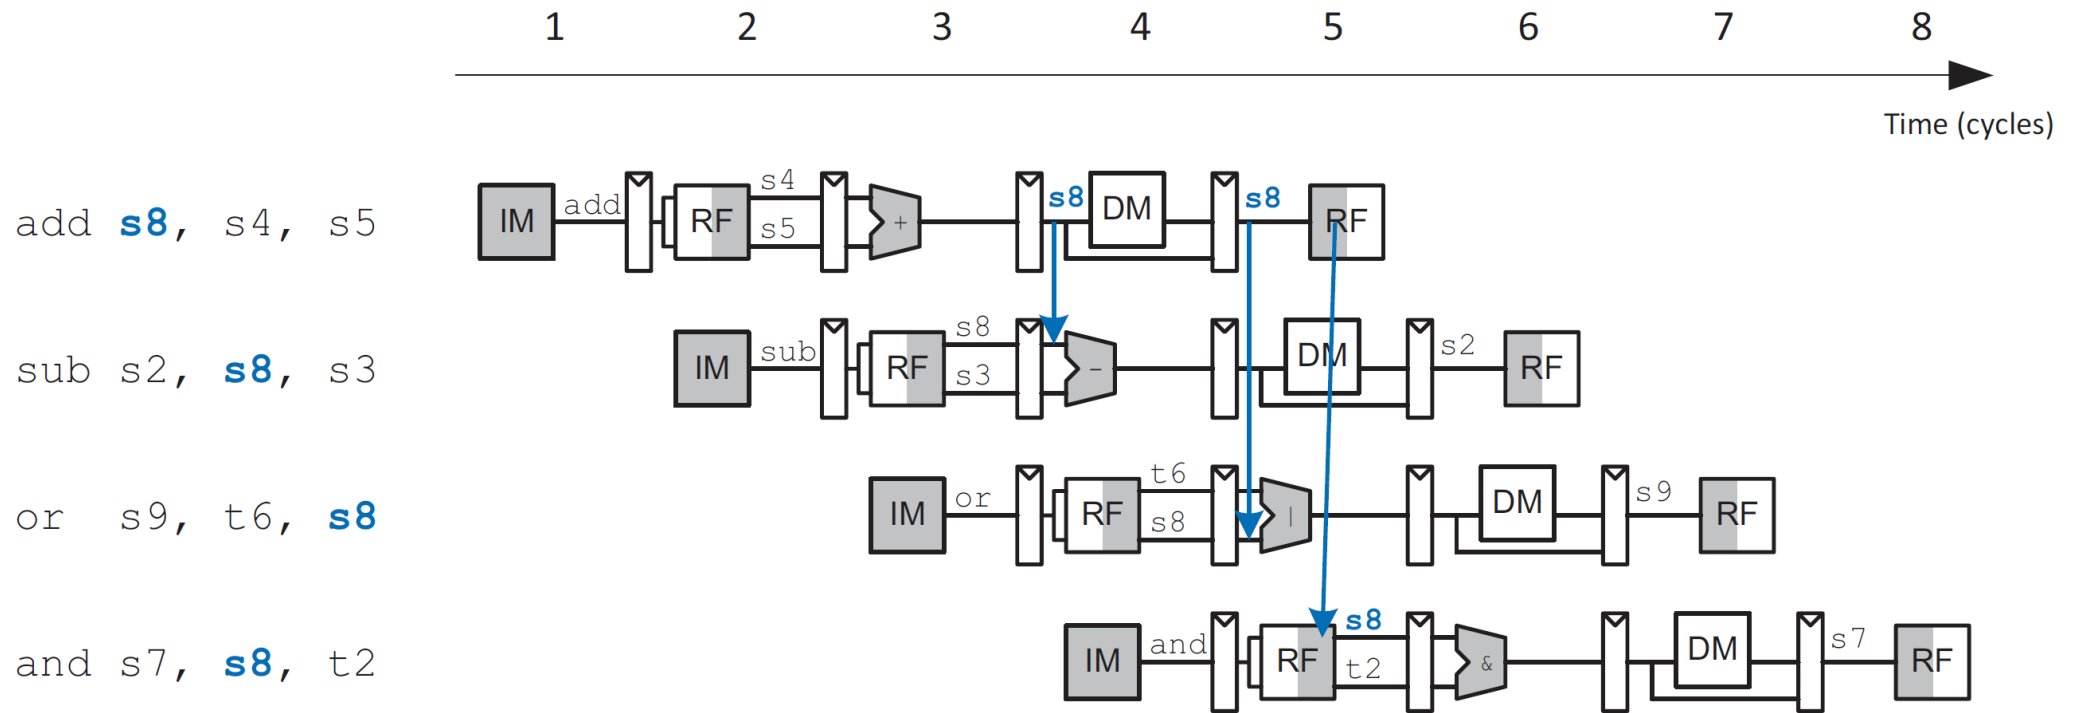 1 2 3 4 5 6 7 8
Time (cycles)
add s8, s4, s5
IM add RF s4 s5 + s8 DM s8 RF
sub s2, s8, s3
IM sub RF s8 s3 - DM s2 RF
or s9, t6, s8
IM or RF t6 s8 | DM s9 RF
and s7, s8, t2
IM and RF s8 t2 & DM s7 RF